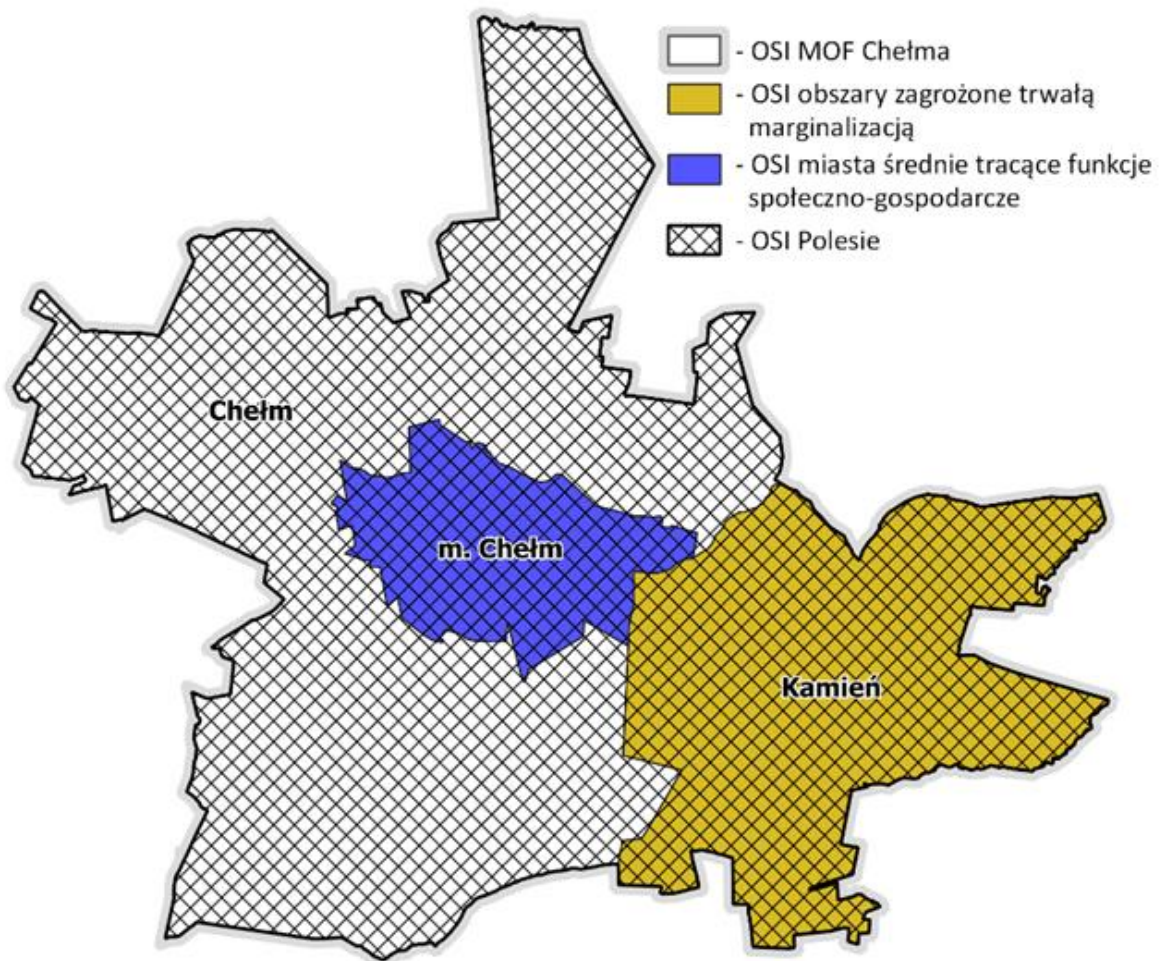 - OSI MOF Chełma
- OSI obszary zagrożone trwałą
marginalizacją
- OSI miasta średnie tracące funkcje
społeczno-gospodarcze
- OSI Polesie
Chełm
m. Chełm
Kamień